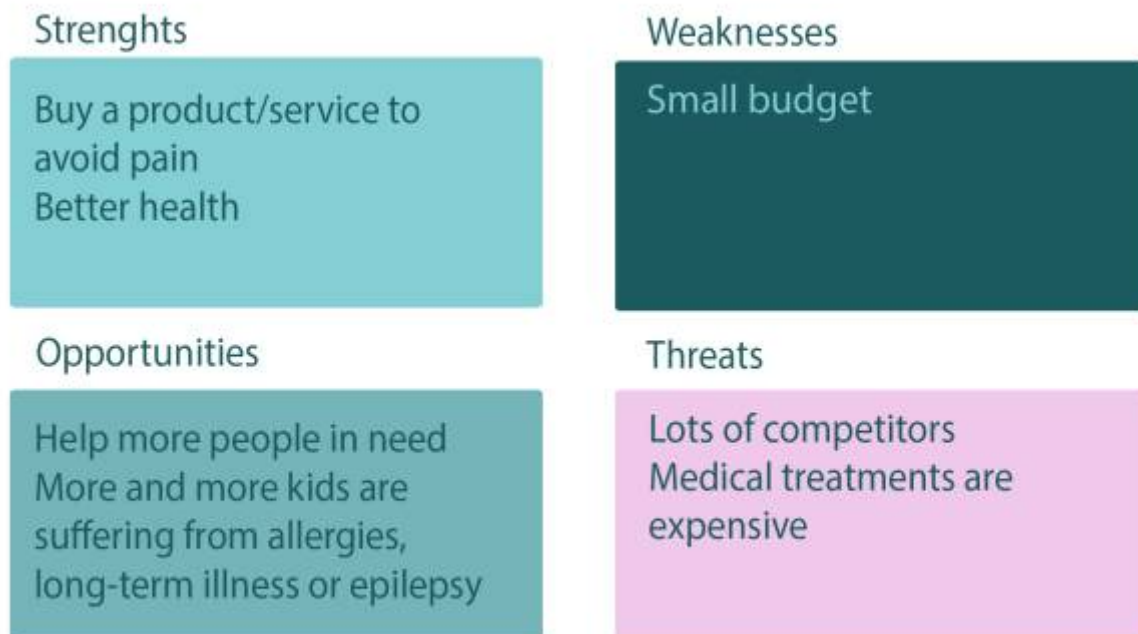 Strenghts
Buy a product/service to
avoid pain
Better health
Weaknesses
Small budget
Opportunities
Help more people in need
More and more kids are
suffering from allergies,
long-term illness or epilepsy
Threats
Lots of competitors
Medical treatments are
expensive